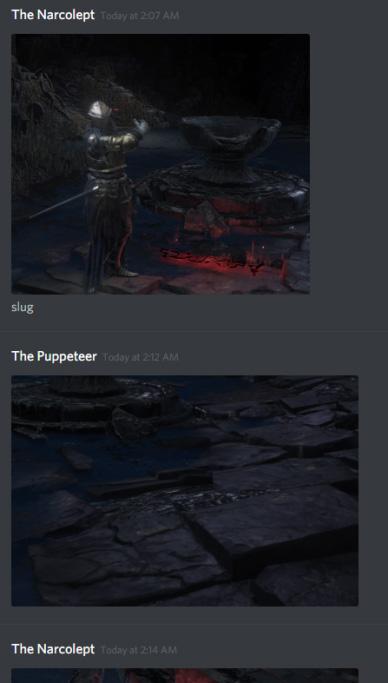 The Narcolept Today at 2:07 AM
slug
The Puppeteer Today at 2:12 AM
The Narcolept Today at 2:14 AM